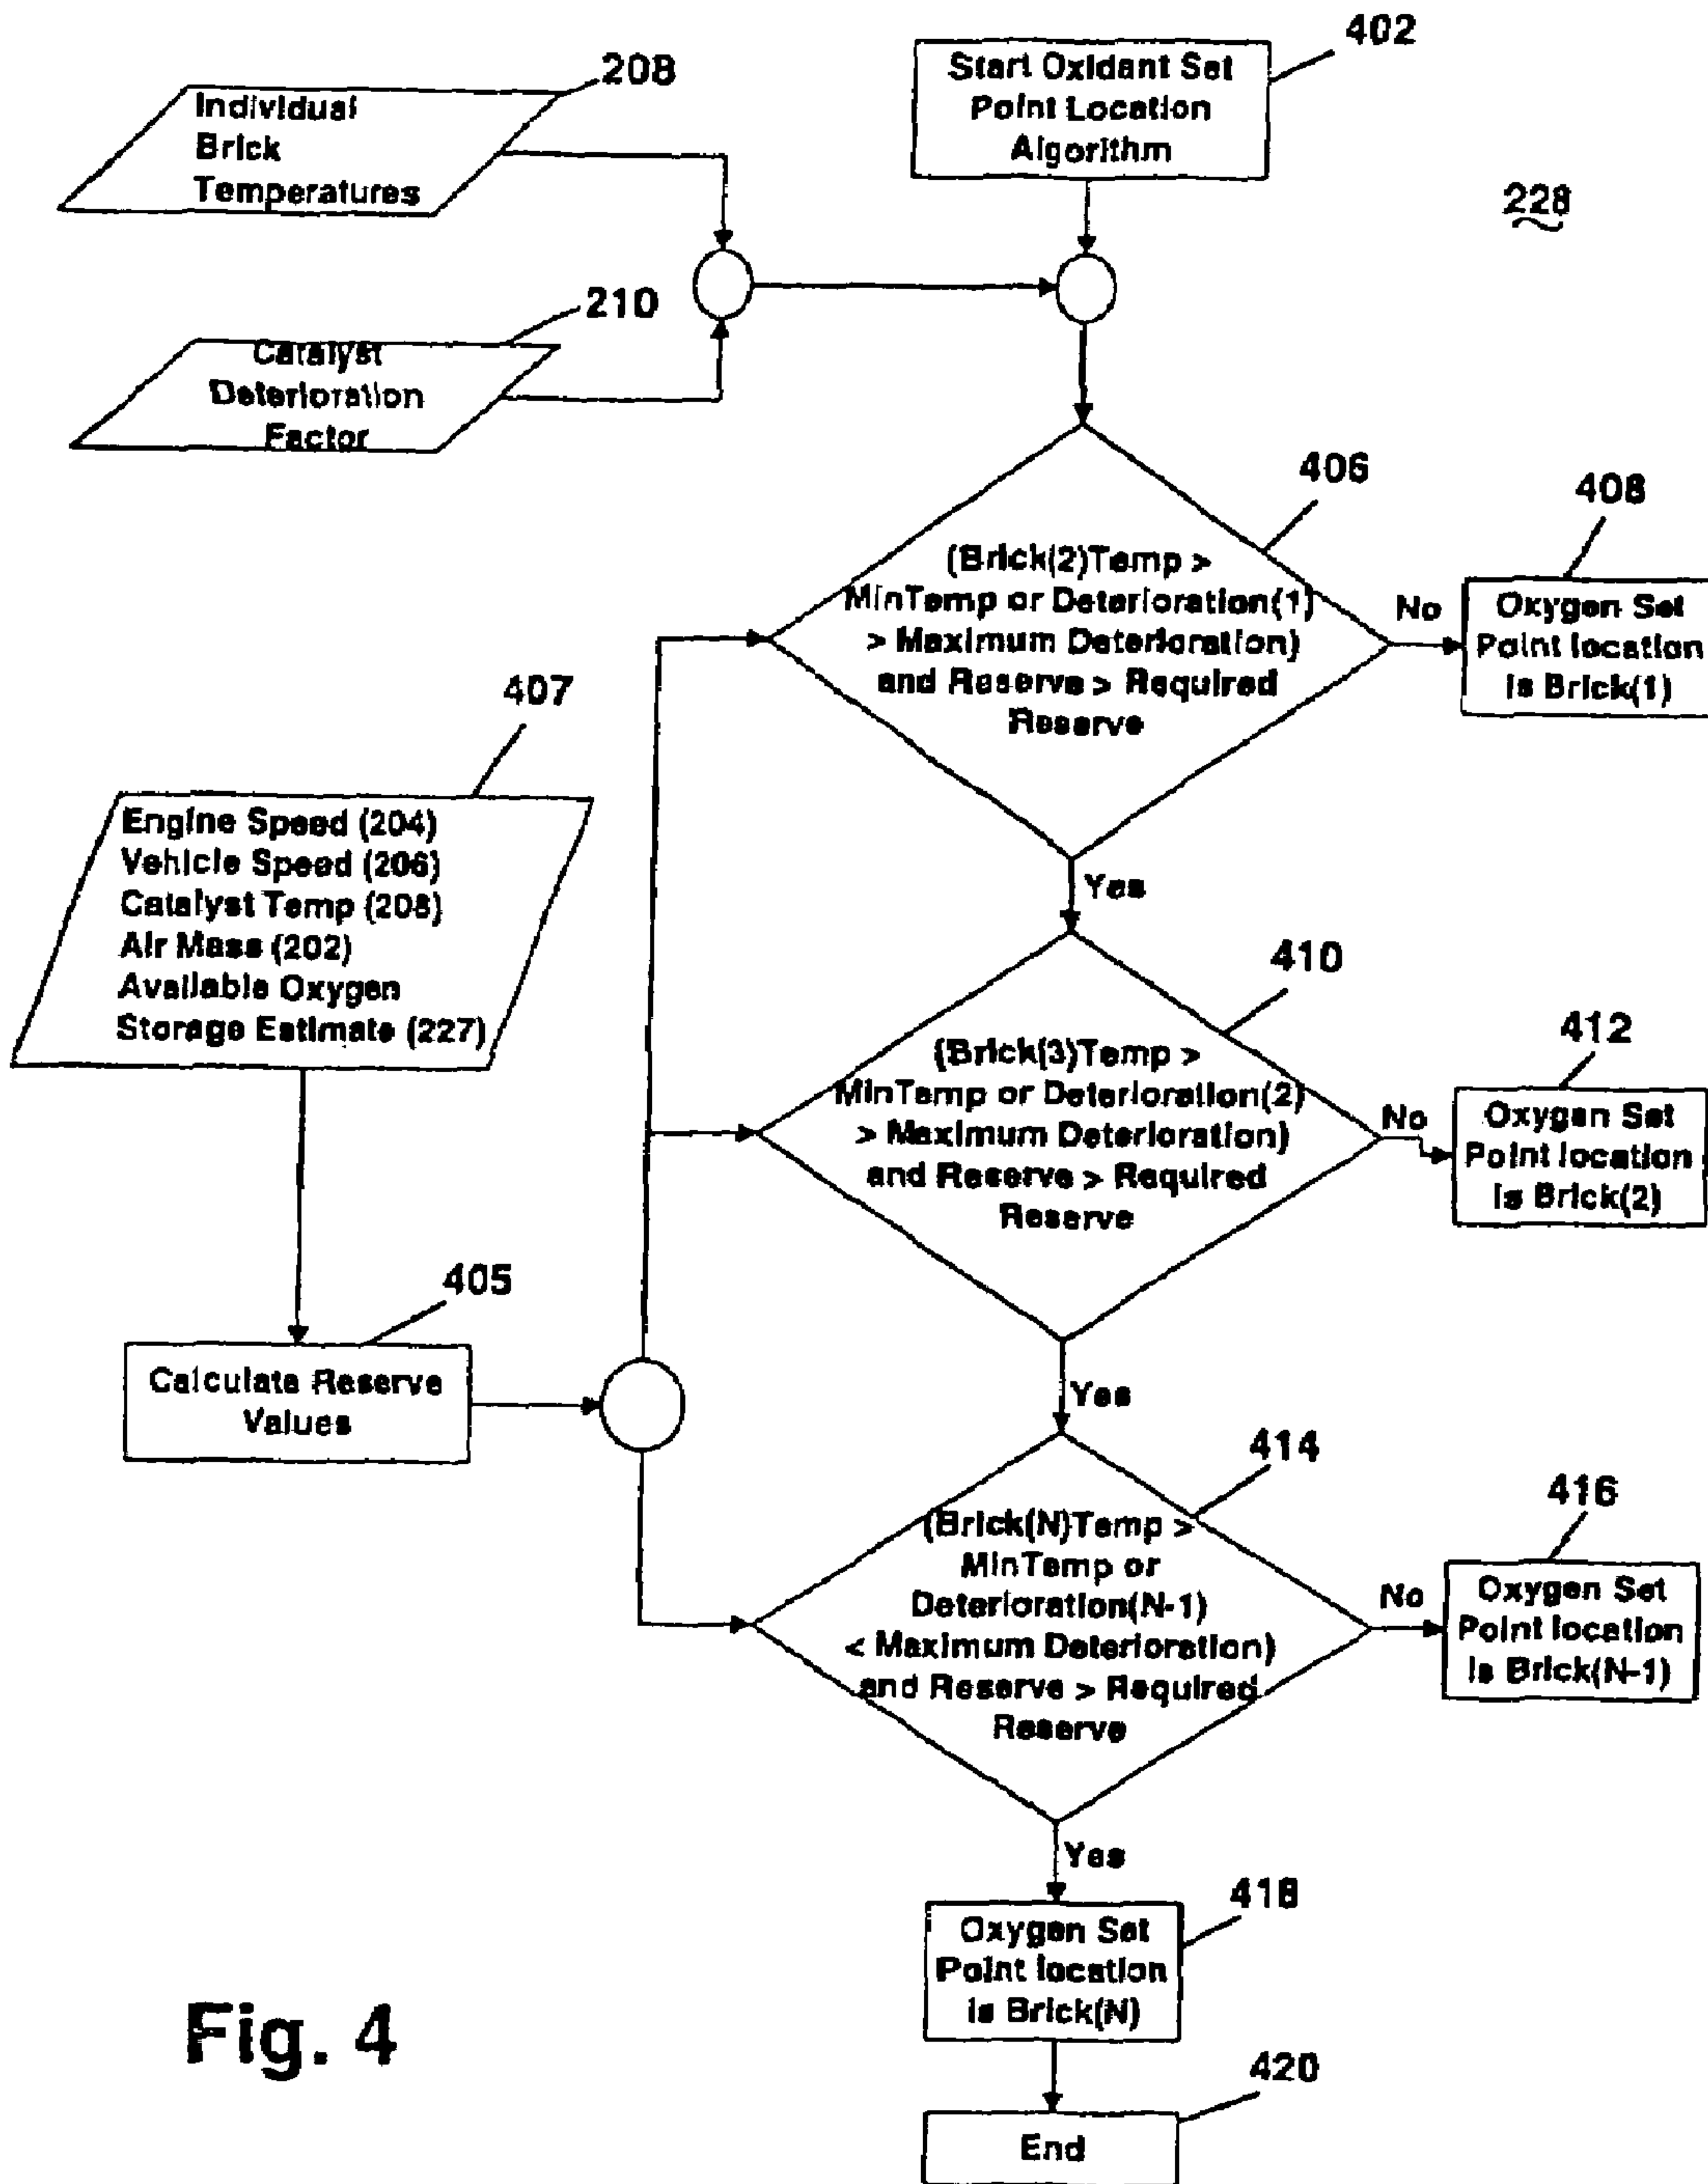 402
Start Oxidant Set
Point Location
Algorithm
208
Individual
Brick
Temperatures
228
210
Catalyst
Deterioration
Factor
406
(Brick(2)Temp >
MinTemp or Deterioration(1)
> Maximum Deterioration)
and Reserve > Required
Reserve
No
408
Oxygen Set
Point location
is Brick(1)
407
Engine Speed (204)
Vehicle Speed (206)
Catalyst Temp (208)
Air Mass (202)
Available Oxygen
Storage Estimate (227)
Yes
410
(Brick(3)Temp >
MinTemp or Deterioration(2)
> Maximum Deterioration)
and Reserve > Required
Reserve
No
412
Oxygen Set
Point location
is Brick(2)
405
Calculate Reserve
Values
Yes
414
(Brick(N)Temp >
MinTemp or
Deterioration(N-1)
< Maximum Deterioration)
and Reserve > Required
Reserve
No
416
Oxygen Set
Point location
is Brick(N-1)
Yes
418
Oxygen Set
Point location
is Brick(N)
420
End
Fig. 4